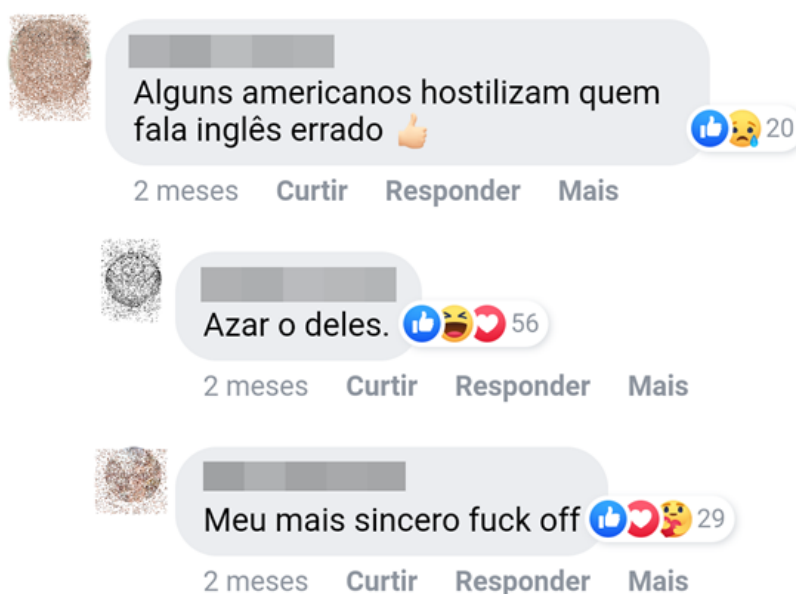 Alguns americanos hostilizam quem
fala inglês errado 👍🏻
20
2 meses Curtir Responder Mais
Azar o deles.
56
2 meses Curtir Responder Mais
Meu mais sincero fuck off
29
2 meses Curtir Responder Mais